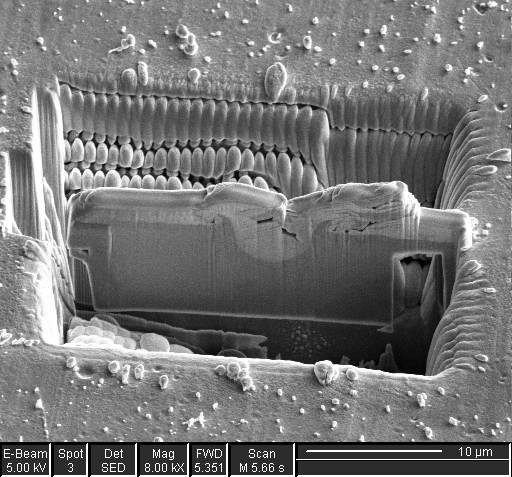 E-Beam Spot Det Mag FWD Scan
5.00 kV 3 SED 8.00 kX 5.351 M 5.66 s 10 µm